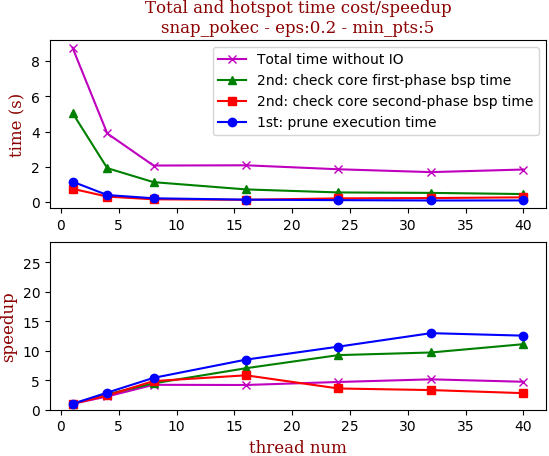 Total and hotspot time cost/speedup
snap_pokec - eps:0.2 - min_pts:5
time (s)
8
6
4
2
0
Total time without IO
2nd: check core first-phase bsp time
2nd: check core second-phase bsp time
1st: prune execution time
0 5 10 15 20 25 30 35 40
speedup
25
20
15
10
5
0
0 5 10 15 20 25 30 35 40
thread num